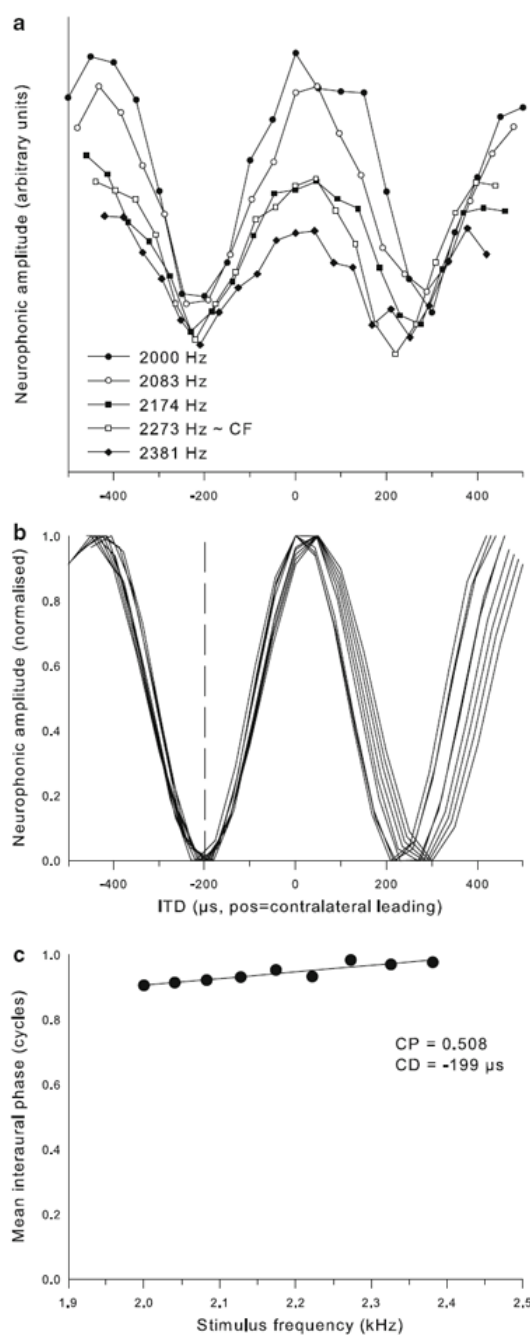 a
Neurophonic amplitude (arbitrary units)
2000 Hz
2083 Hz
2174 Hz
2273 Hz ~ CF
2381 Hz
-400 -200 0 200 400
b
Neurophonic amplitude (normalised)
1.0
0.8
0.6
0.4
0.2
0.0
-400 -200 0 200 400
ITD (µs, pos=contralateral leading)
c
Mean interaural phase (cycles)
1.0
0.8
0.6
0.4
0.2
0.0
CP = 0.508
CD = -199 µs
1.9 2.0 2.1 2.2 2.3 2.4 2.5
Stimulus frequency (kHz)